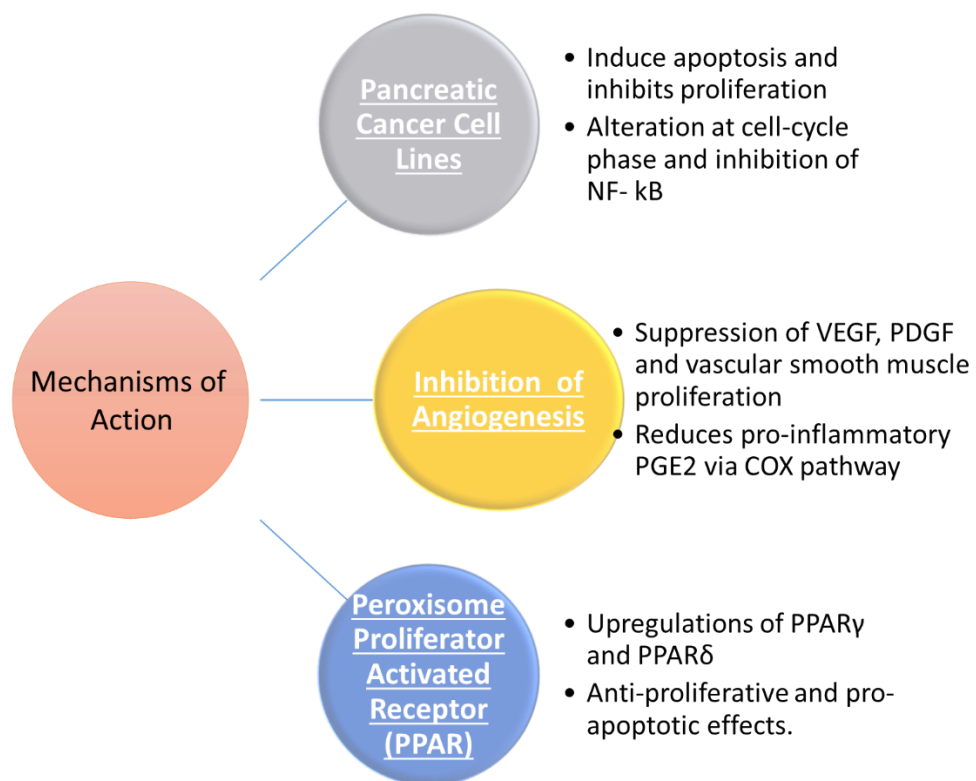 Pancreatic
Cancer Cell
Lines
• Induce apoptosis and
inhibits proliferation
• Alteration at cell-cycle
phase and inhibition of
NF- kB
Mechanisms of
Action
Inhibition of
Angiogenesis
• Suppression of VEGF, PDGF
and vascular smooth muscle
proliferation
• Reduces pro-inflammatory
PGE2 via COX pathway
Peroxisome
Proliferator
Activated
Receptor
(PPAR)
• Upregulations of PPARγ
and PPARδ
• Anti-proliferative and pro-
apoptotic effects.